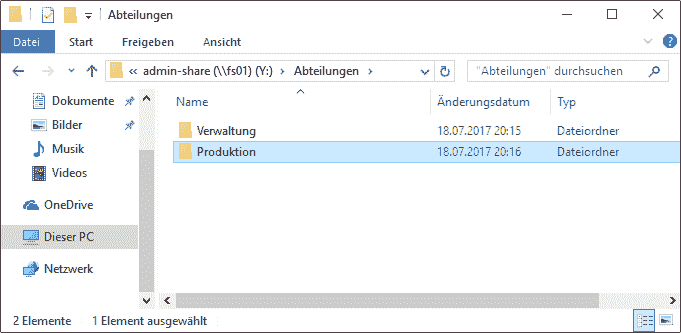 Abteilungen
Datei Start Freigeben Ansicht
« admin-share (\\fs01) (Y:) > Abteilungen > "Abteilungen" durchsuchen
Name Änderungsdatum Typ
Dokumente
Bilder
Musik
Videos
OneDrive
Dieser PC
Netzwerk
Verwaltung 18.07.2017 20:15 Dateiordner
Produktion 18.07.2017 20:16 Dateiordner
2 Elemente 1 Element ausgewählt